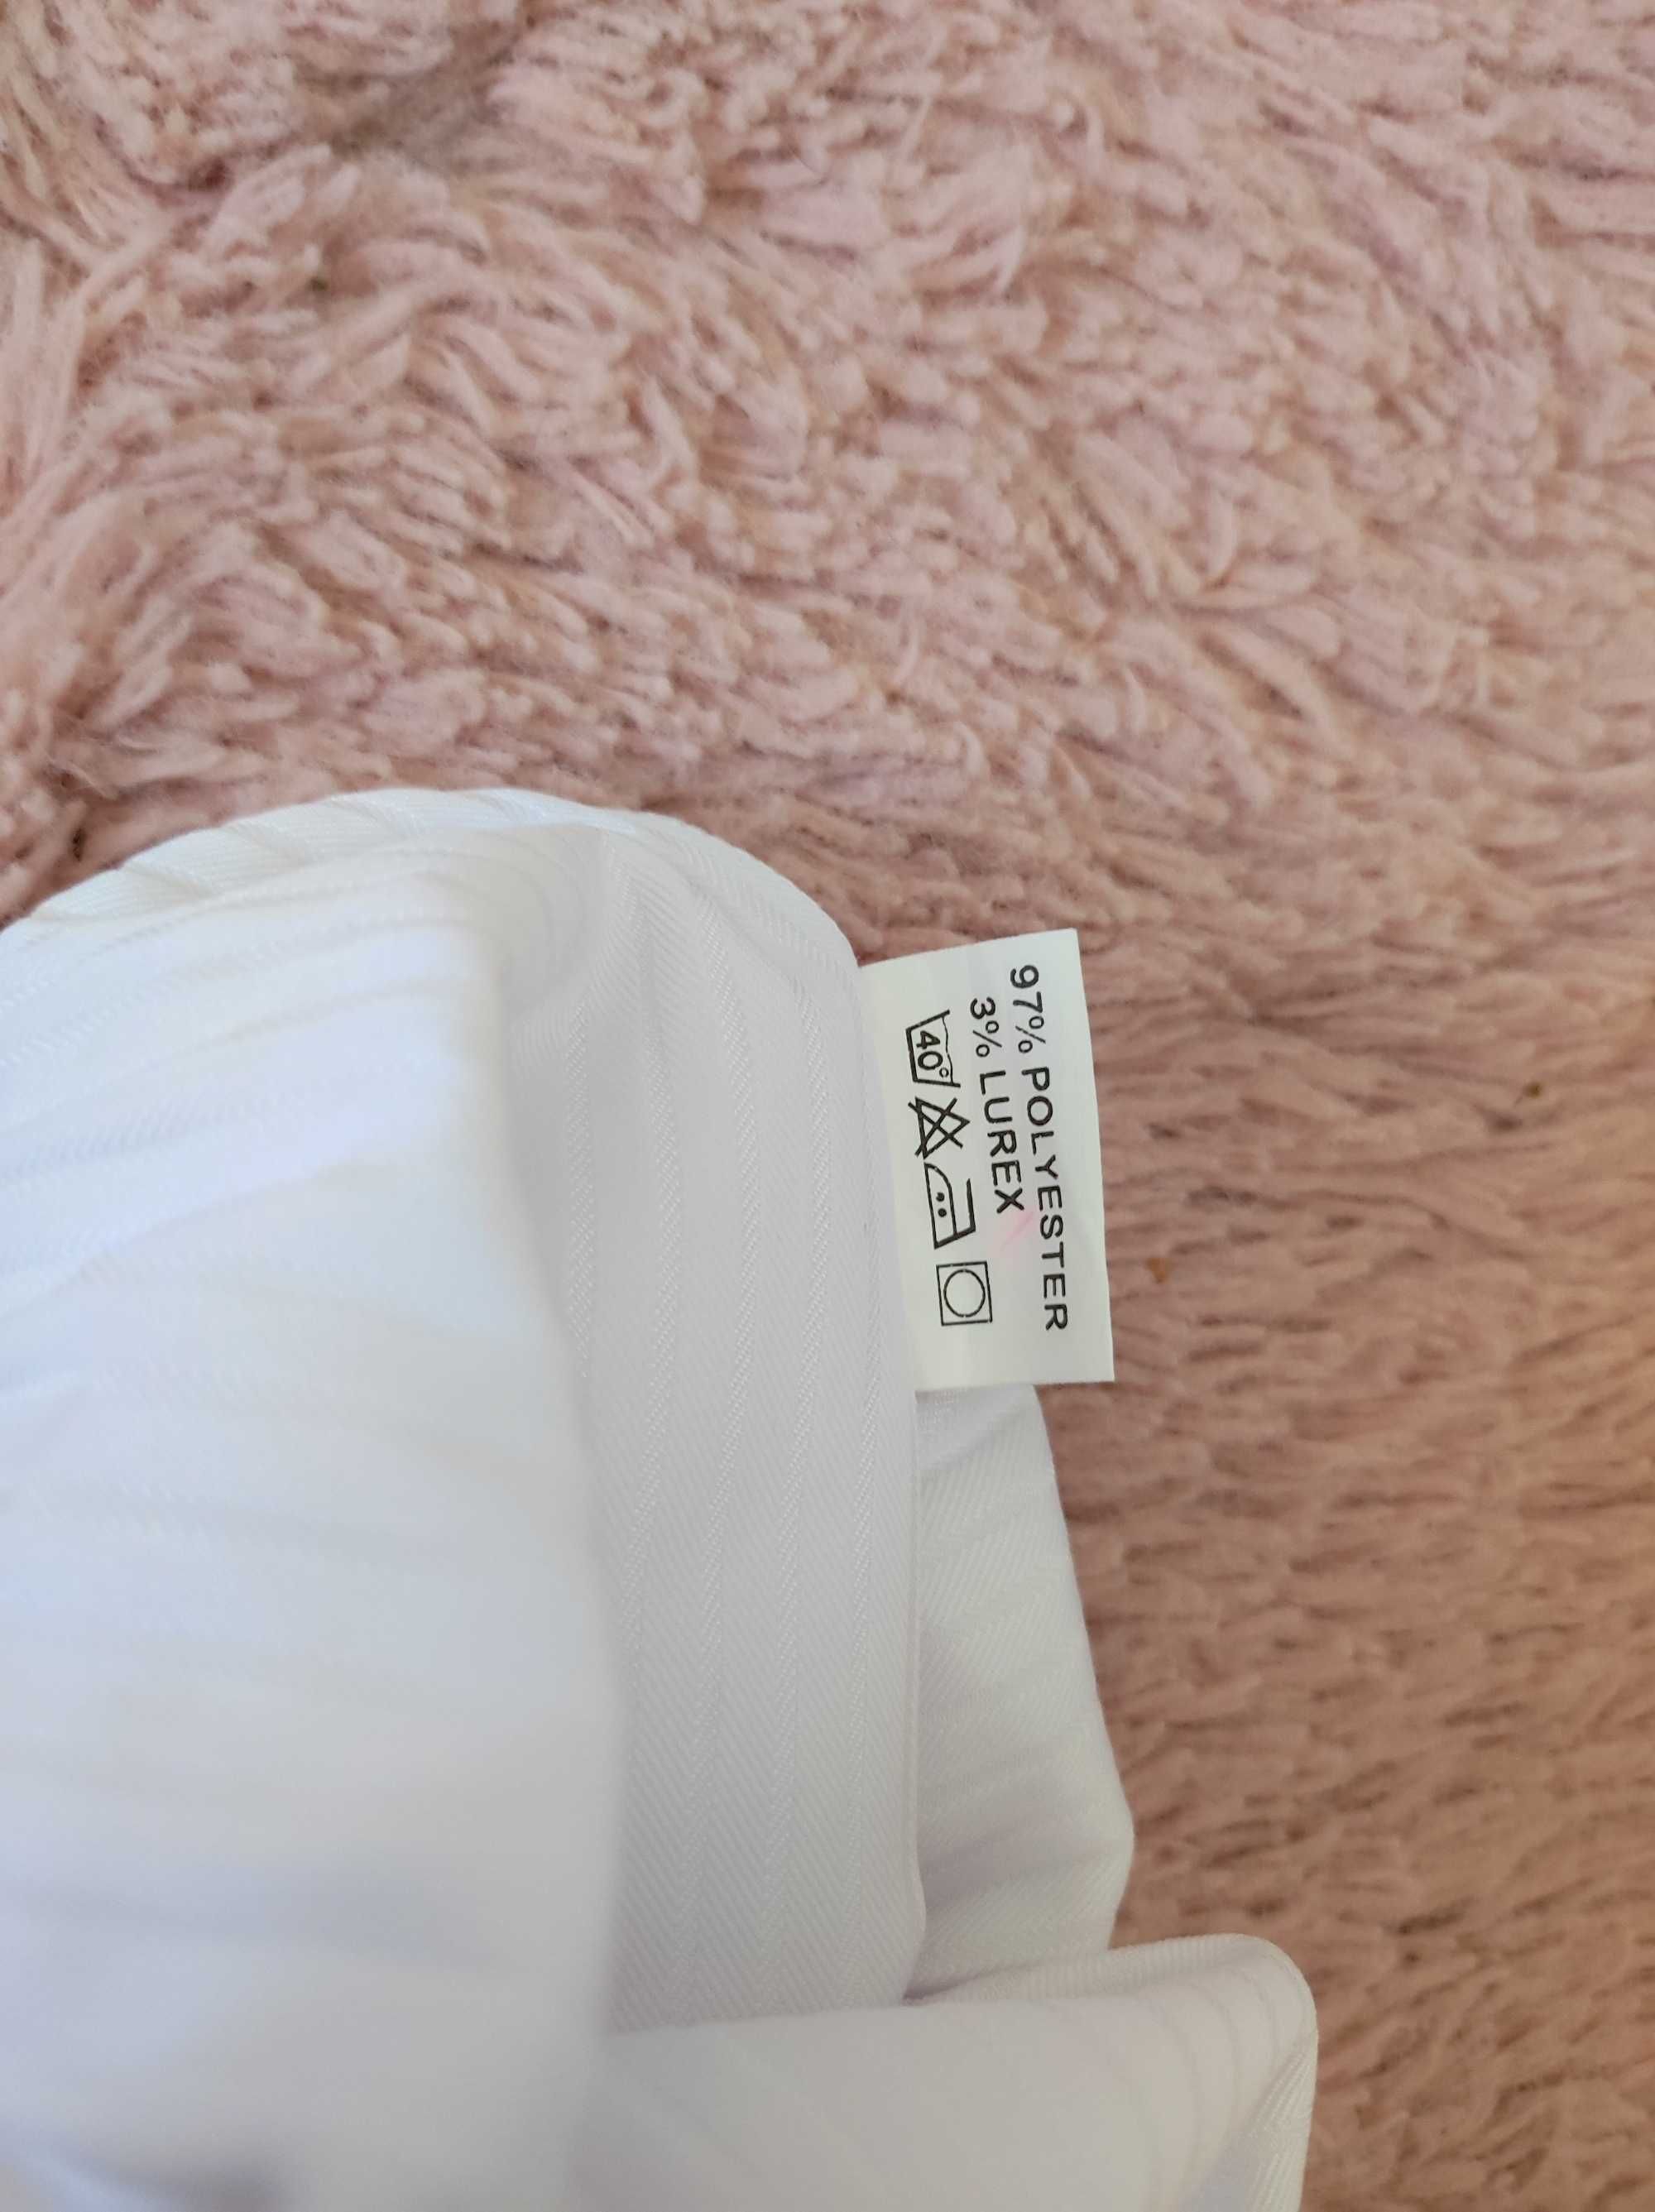 97% POLYESTER
3% LUREX
40°